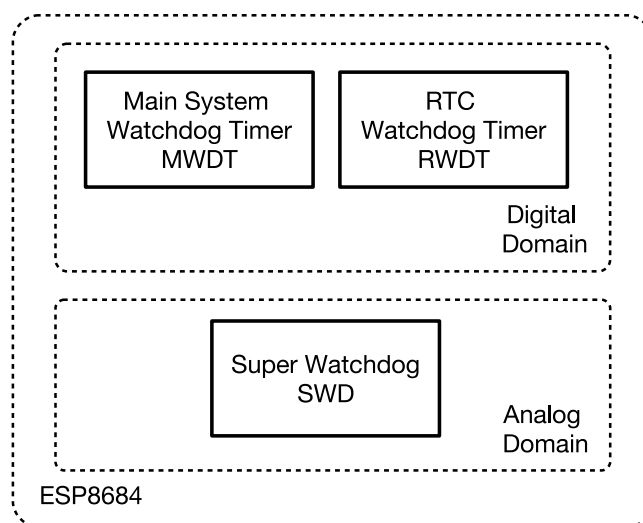 Main System
Watchdog Timer
MWDT
RTC
Watchdog Timer
RWDT
Digital
Domain
Super Watchdog
SWD
Analog
Domain
ESP8684